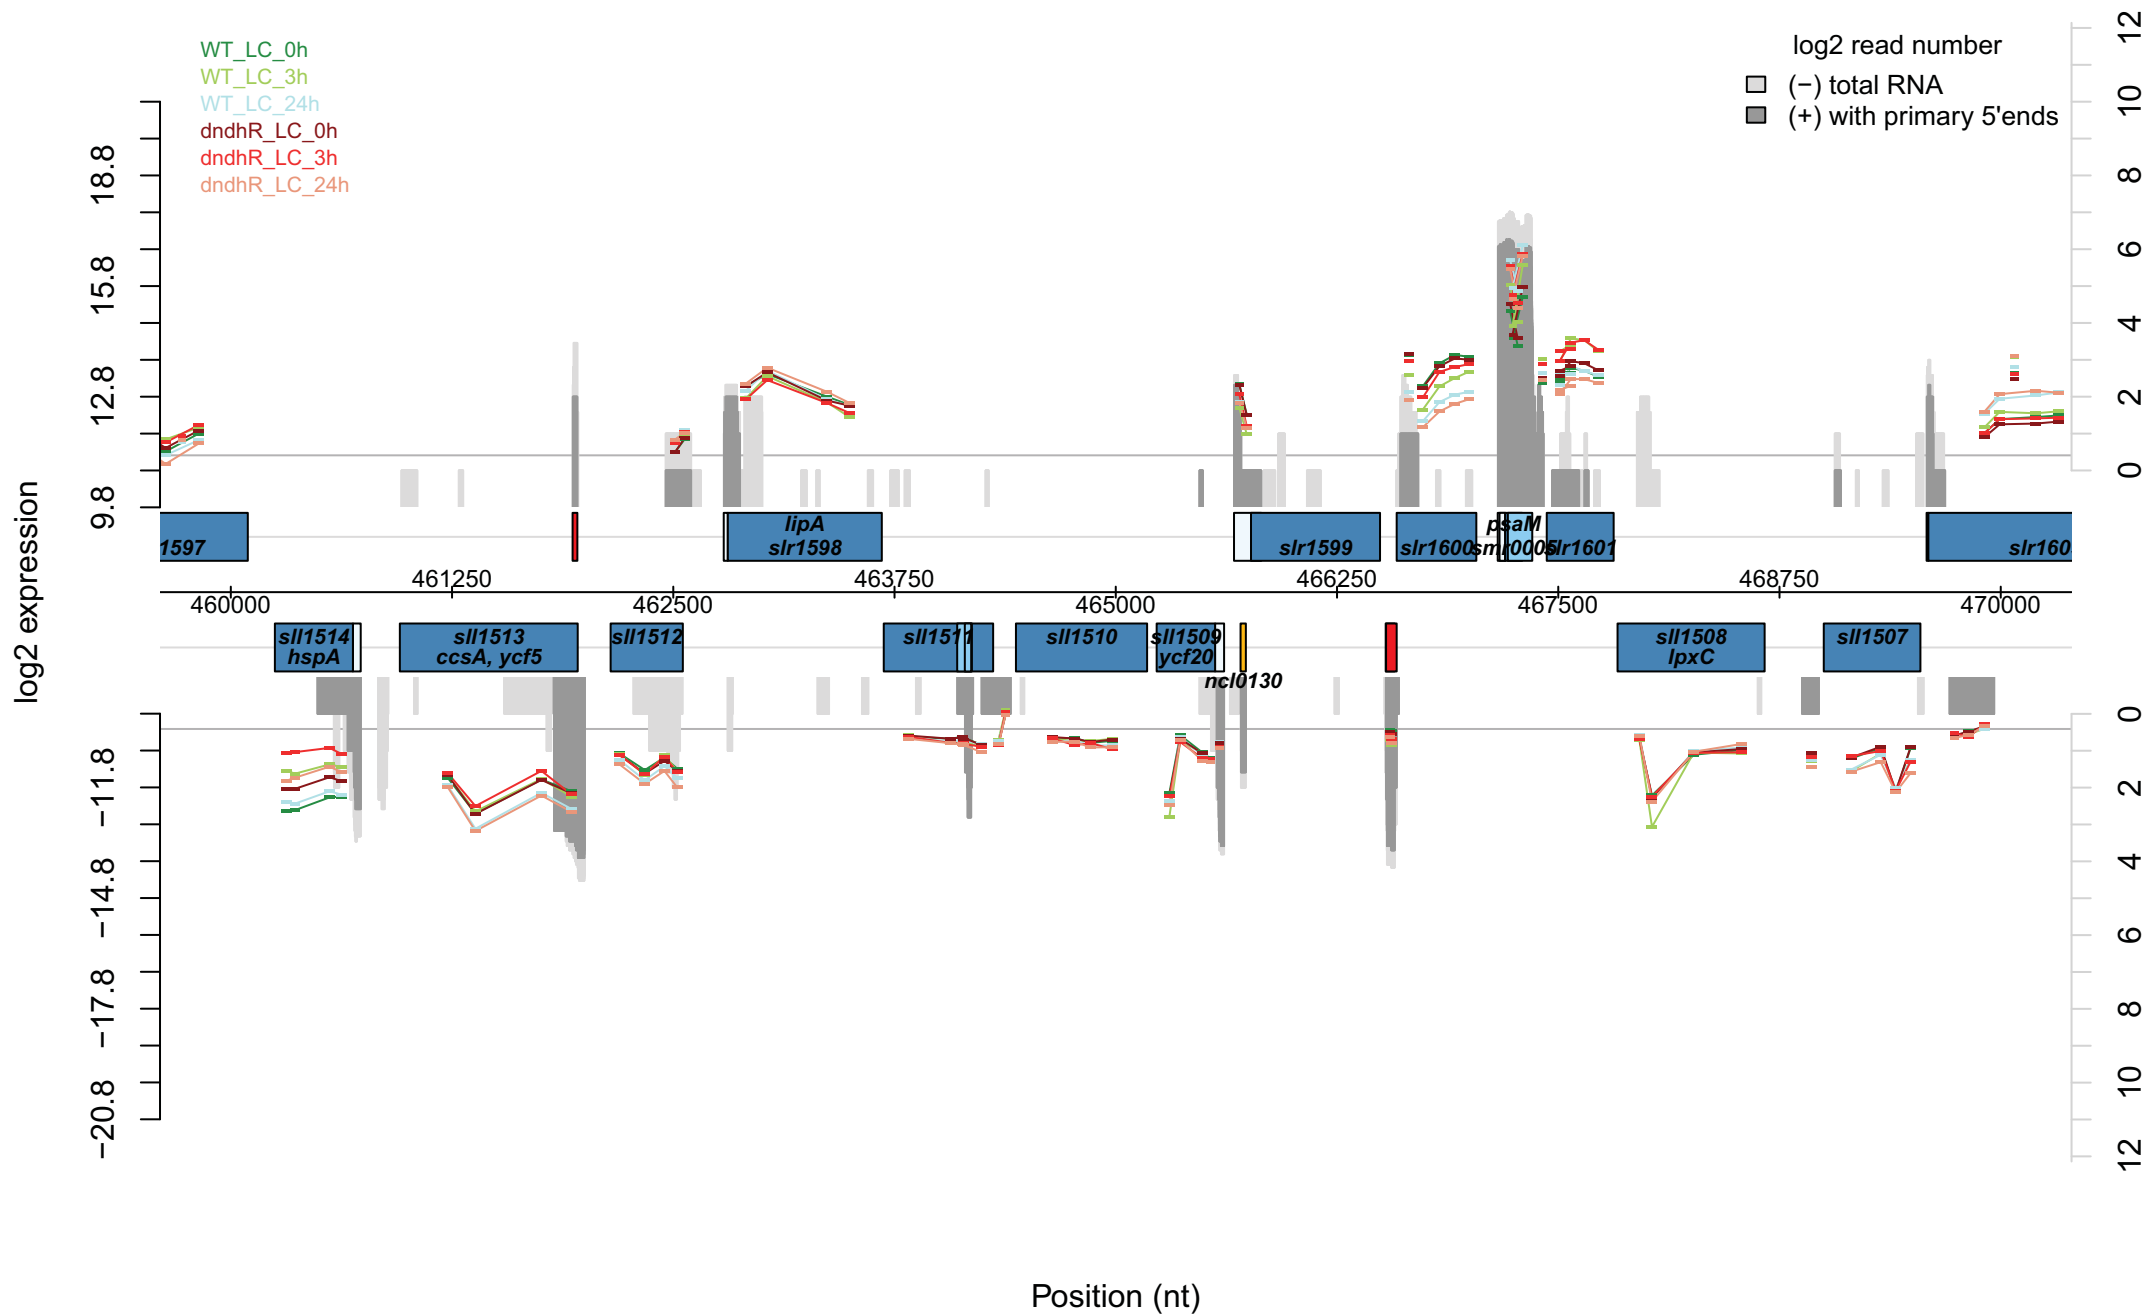 WT_LC_0h
WT_LC_3h
WT_LC_24h
dndhR_LC_0h
dndhR_LC_3h
dndhR_LC_24h
log2 read number
(−) total RNA
(+) with primary 5'ends
log2 expression
18.8
15.8
12.8
9.8
12
10
8
6
4
2
0
1597
lipA
slr1598
slr1599
slr1600
psaM
smr0005
slr1601
slr160
461250
463750
466250
468750
460000
462500
465000
467500
470000
sll1514
hspA
sll1513
ccsA, ycf5
sll1512
sll1511
sll1510
sll1509
ycf20
ncl0130
sll1508
lpxC
sll1507
−11.8
−14.8
−17.8
−20.8
0
2
4
6
8
10
12
Position (nt)